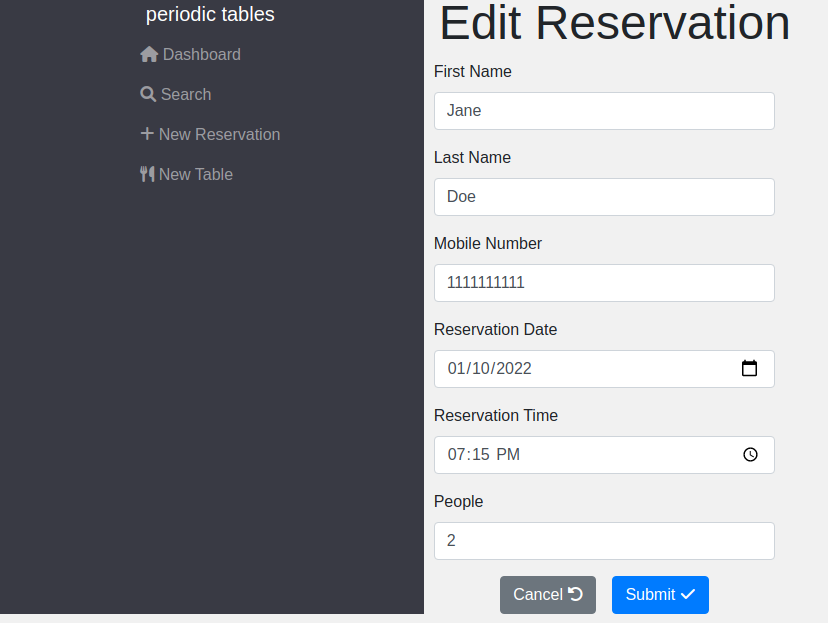 periodic tables
Dashboard
Search
New Reservation
New Table
Edit Reservation
First Name
Jane
Last Name
Doe
Mobile Number
1111111111
Reservation Date
01/10/2022
Reservation Time
07:15 PM
People
2
Cancel
Submit